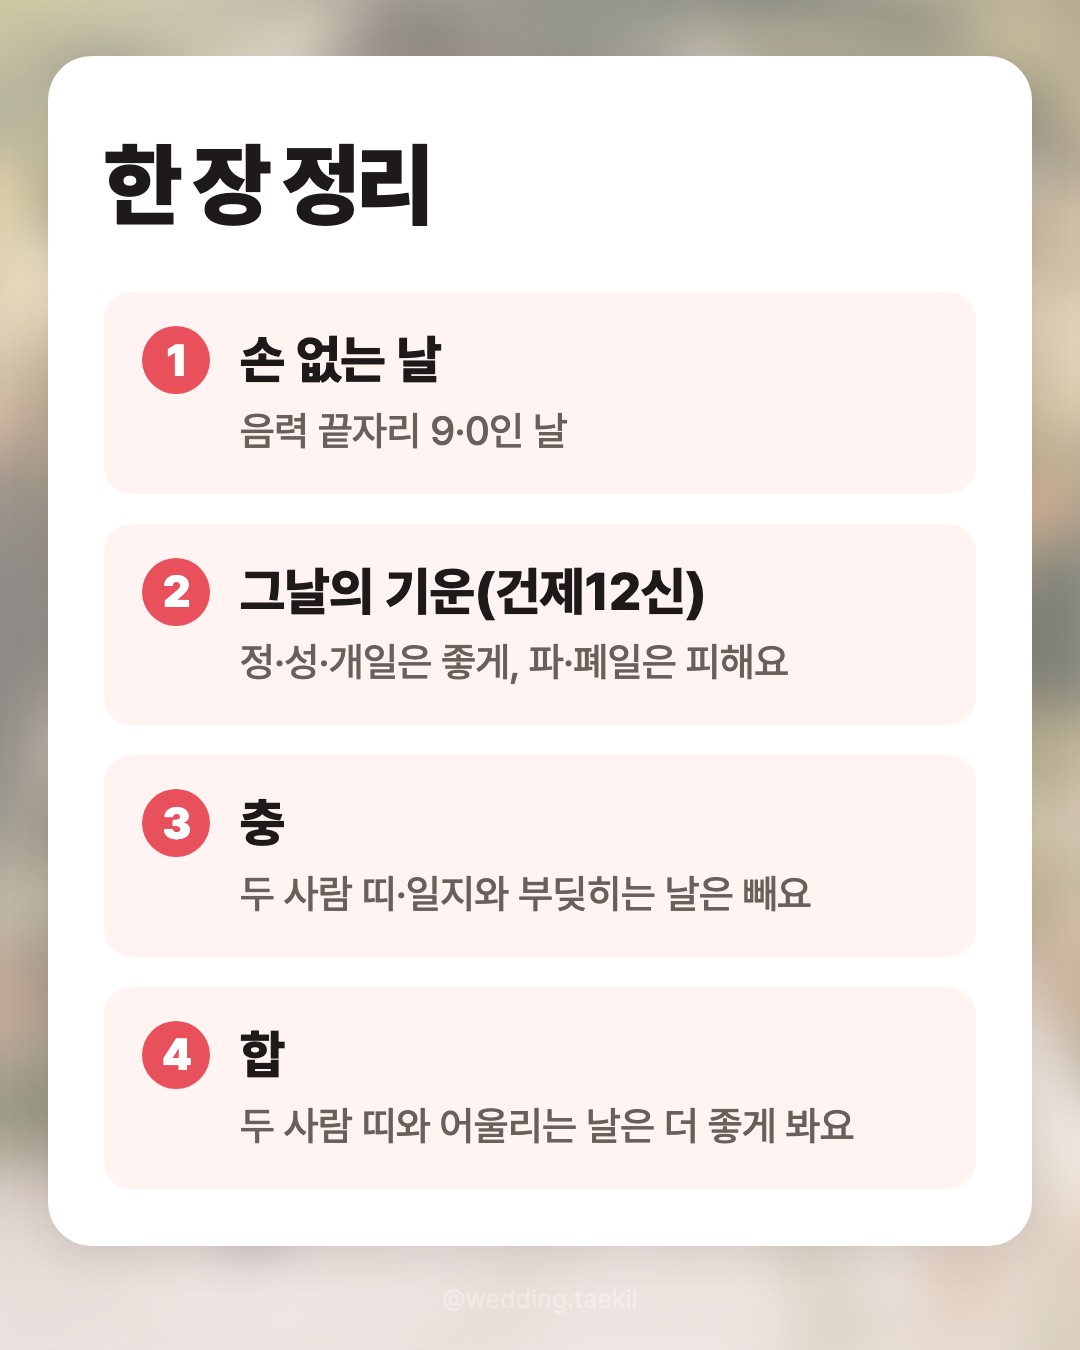 한 장 정리
1 손 없는 날
음력 끝자리 9·0인 날
2 그날의 기운(건제12신)
정·성·개일은 좋게, 파·폐일은 피해요
3 충
두 사람 띠·일지와 부딪히는 날은 빼요
4 합
두 사람 띠와 어울리는 날은 더 좋게 봐요
@wedding.taekil